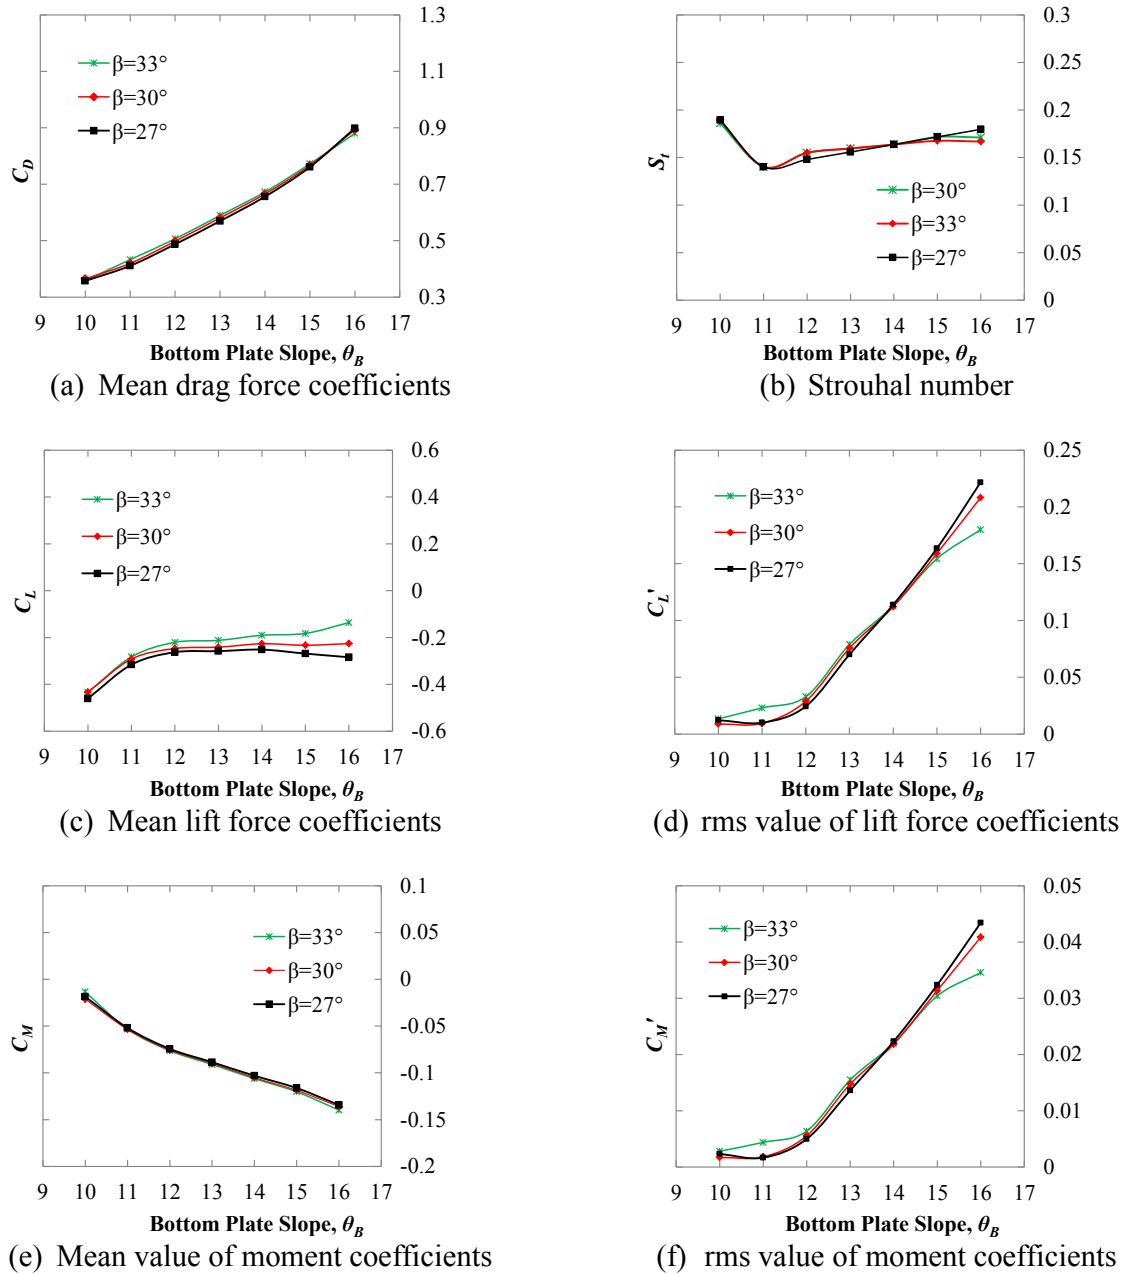 1.3
1.1
0.9
0.7
0.5
0.3
β=33°
β=30°
β=27°
C_D
9 10 11 12 13 14 15 16 17
Bottom Plate Slope, θ_B
(a) Mean drag force coefficients
0.3
0.25
0.2
0.15
0.1
0.05
0
S_t
β=30°
β=33°
β=27°
9 10 11 12 13 14 15 16 17
Bottom Plate Slope, θ_B
(b) Strouhal number
0.6
0.4
0.2
0
-0.2
-0.4
-0.6
β=33°
β=30°
β=27°
C_L
9 10 11 12 13 14 15 16 17
Bottom Plate Slope, θ_B
(c) Mean lift force coefficients
0.25
0.2
0.15
0.1
0.05
0
β=33°
β=30°
β=27°
C_L'
9 10 11 12 13 14 15 16 17
Bttom Plate Slope, θ_B
(d) rms value of lift force coefficients
0.1
0.05
0
-0.05
-0.1
-0.15
-0.2
β=33°
β=30°
β=27°
C_M
9 10 11 12 13 14 15 16 17
Bottom Plate Slope, θ_B
(e) Mean value of moment coefficients
0.05
0.04
0.03
0.02
0.01
0
β=33°
β=30°
β=27°
C_M'
9 10 11 12 13 14 15 16 17
Bottom Plate Slope, θ_B
(f) rms value of moment coefficients